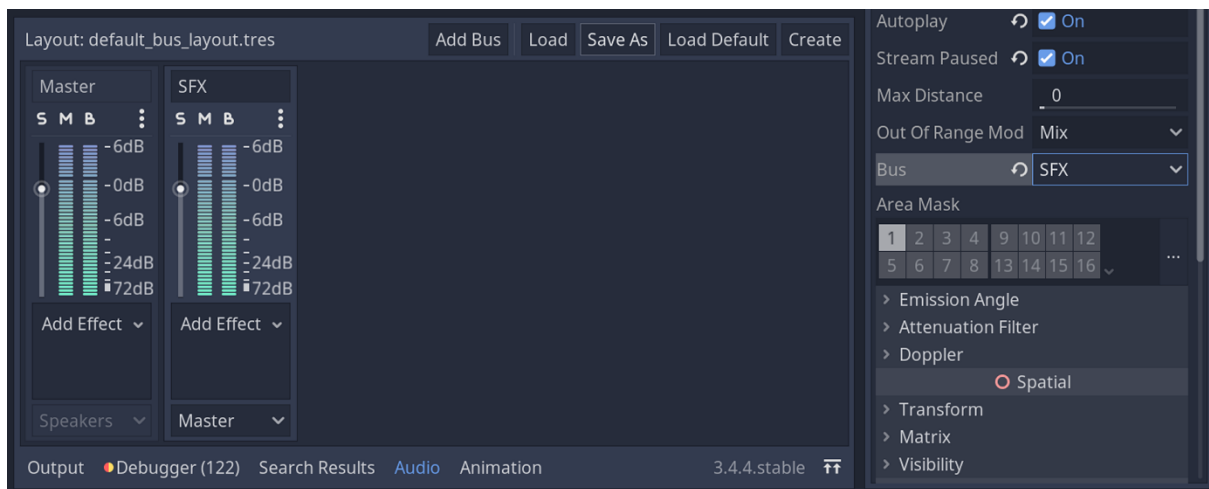 Layout: default_bus_layout.tres Add Bus Load Save As Load Default Create
Master SFX
S M B S M B
-6dB -6dB
-0dB -0dB
-6dB -6dB
-24dB -24dB
72dB 72dB
Add Effect Add Effect
Speakers Master
Output Debugger (122) Search Results Audio Animation 3.4.4.stable
Autoplay On
Stream Paused On
Max Distance 0
Out Of Range Mod Mix
Bus SFX
Area Mask
1 2 3 4 9 10 11 12
5 6 7 8 13 14 15 16 ...
Emission Angle
Attenuation Filter
Doppler
Spatial
Transform
Matrix
Visibility